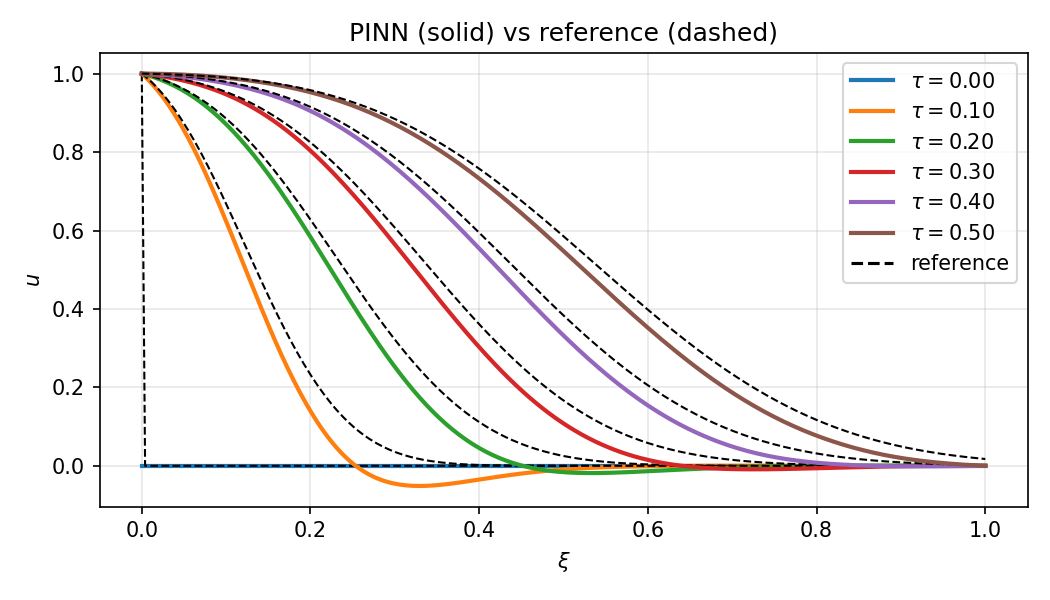 PINN (solid) vs reference (dashed)
τ = 0.00
τ = 0.10
τ = 0.20
τ = 0.30
τ = 0.40
τ = 0.50
reference
1.0
0.8
0.6
0.4
0.2
0.0
u
0.0 0.2 0.4 0.6 0.8 1.0
ξ